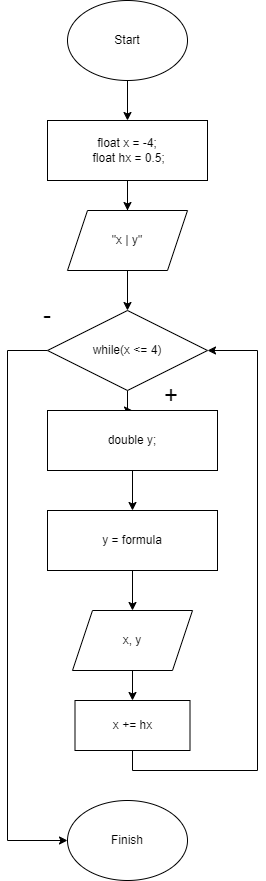 Start
float x = -4;
float hx = 0.5;
"x | y"
-
while(x <= 4)
+
double y;
y = formula
x, y
x += hx
Finish